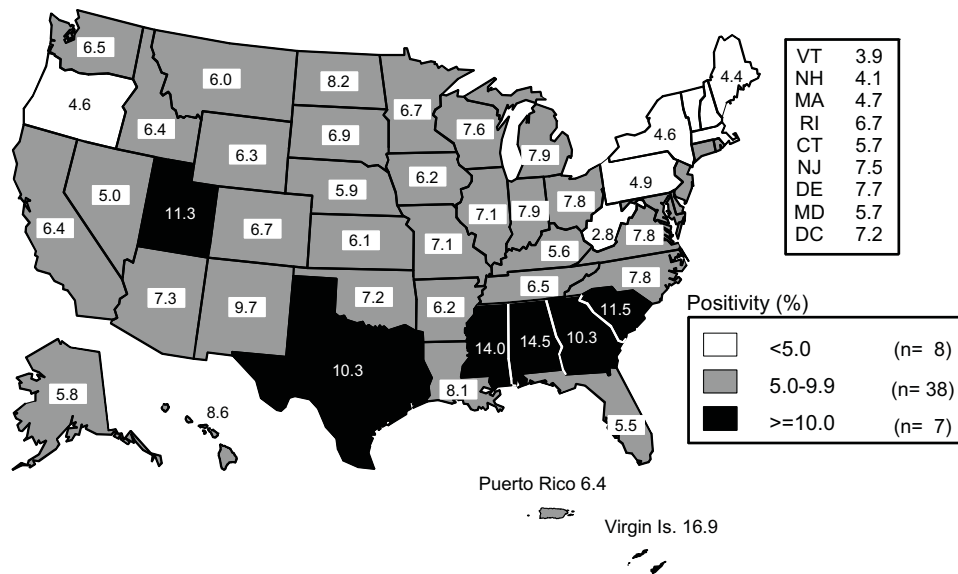 6.5
6.0
8.2
6.7
4.4
4.6
6.4
6.9
7.6
4.6
6.3
7.9
5.0
5.9
6.2
4.9
11.3
6.7
7.1
7.9
7.8
6.4
6.1
7.1
5.6
2.8
7.8
7.3
9.7
7.2
6.2
6.5
7.8
10.3
14.0
14.5
10.3
11.5
8.1
5.5
5.8
8.6
VT 3.9
NH 4.1
MA 4.7
RI 6.7
CT 5.7
NJ 7.5
DE 7.7
MD 5.7
DC 7.2
Positivity (%)
<5.0 (n= 8)
5.0-9.9 (n= 38)
>=10.0 (n= 7)
Puerto Rico 6.4
Virgin Is. 16.9